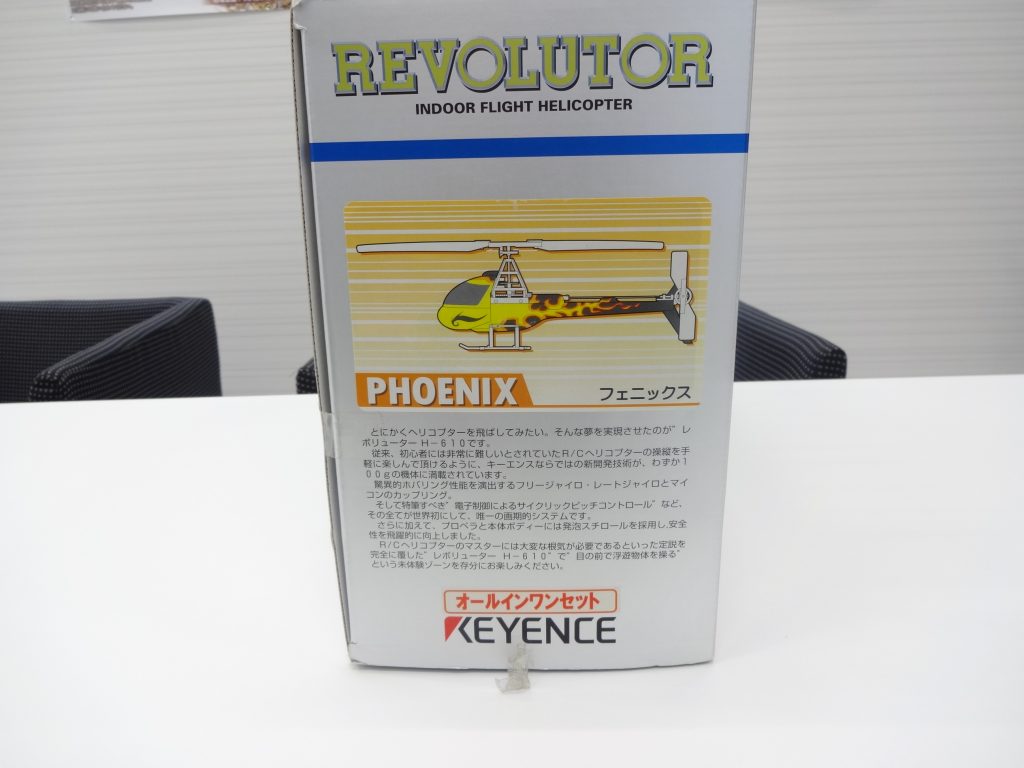 REVOLUTOR
INDOOR FLIGHT HELICOPTER
PHOENIX
フェニックス
とにかくヘリコプターを飛ばしてみたい。そんな夢を実現させたのが"レ
ボリューター H－610です。
従来、初心者には非常に難しいとされていたR/Cヘリコプターの操縦を手
軽に楽しんで頂けるように、キーエンスならではの新開発技術が、わずか1
00gの機体に満載されています。
驚異的ホバリング性能を演出するフリージャイロ・レートジャイロとマイ
コンのカップリング。
そして特筆すべき"電子制御によるサイクリックピッチコントロール"など、
その全てが世界初にして、唯一の画期的システムです。
さらに加えて、プロペラと本体ボディーには発泡スチロールを採用し,安全
性を飛躍的に向上しました。
R/Cヘリコプターのマスターには大変な根気が必要であるといった定説を
完全に覆した"レボリューター H－610"で"目の前で浮遊物体を操る"
という未体験ゾーンを存分にお楽しみください。
オールインワンセット
KEYENCE